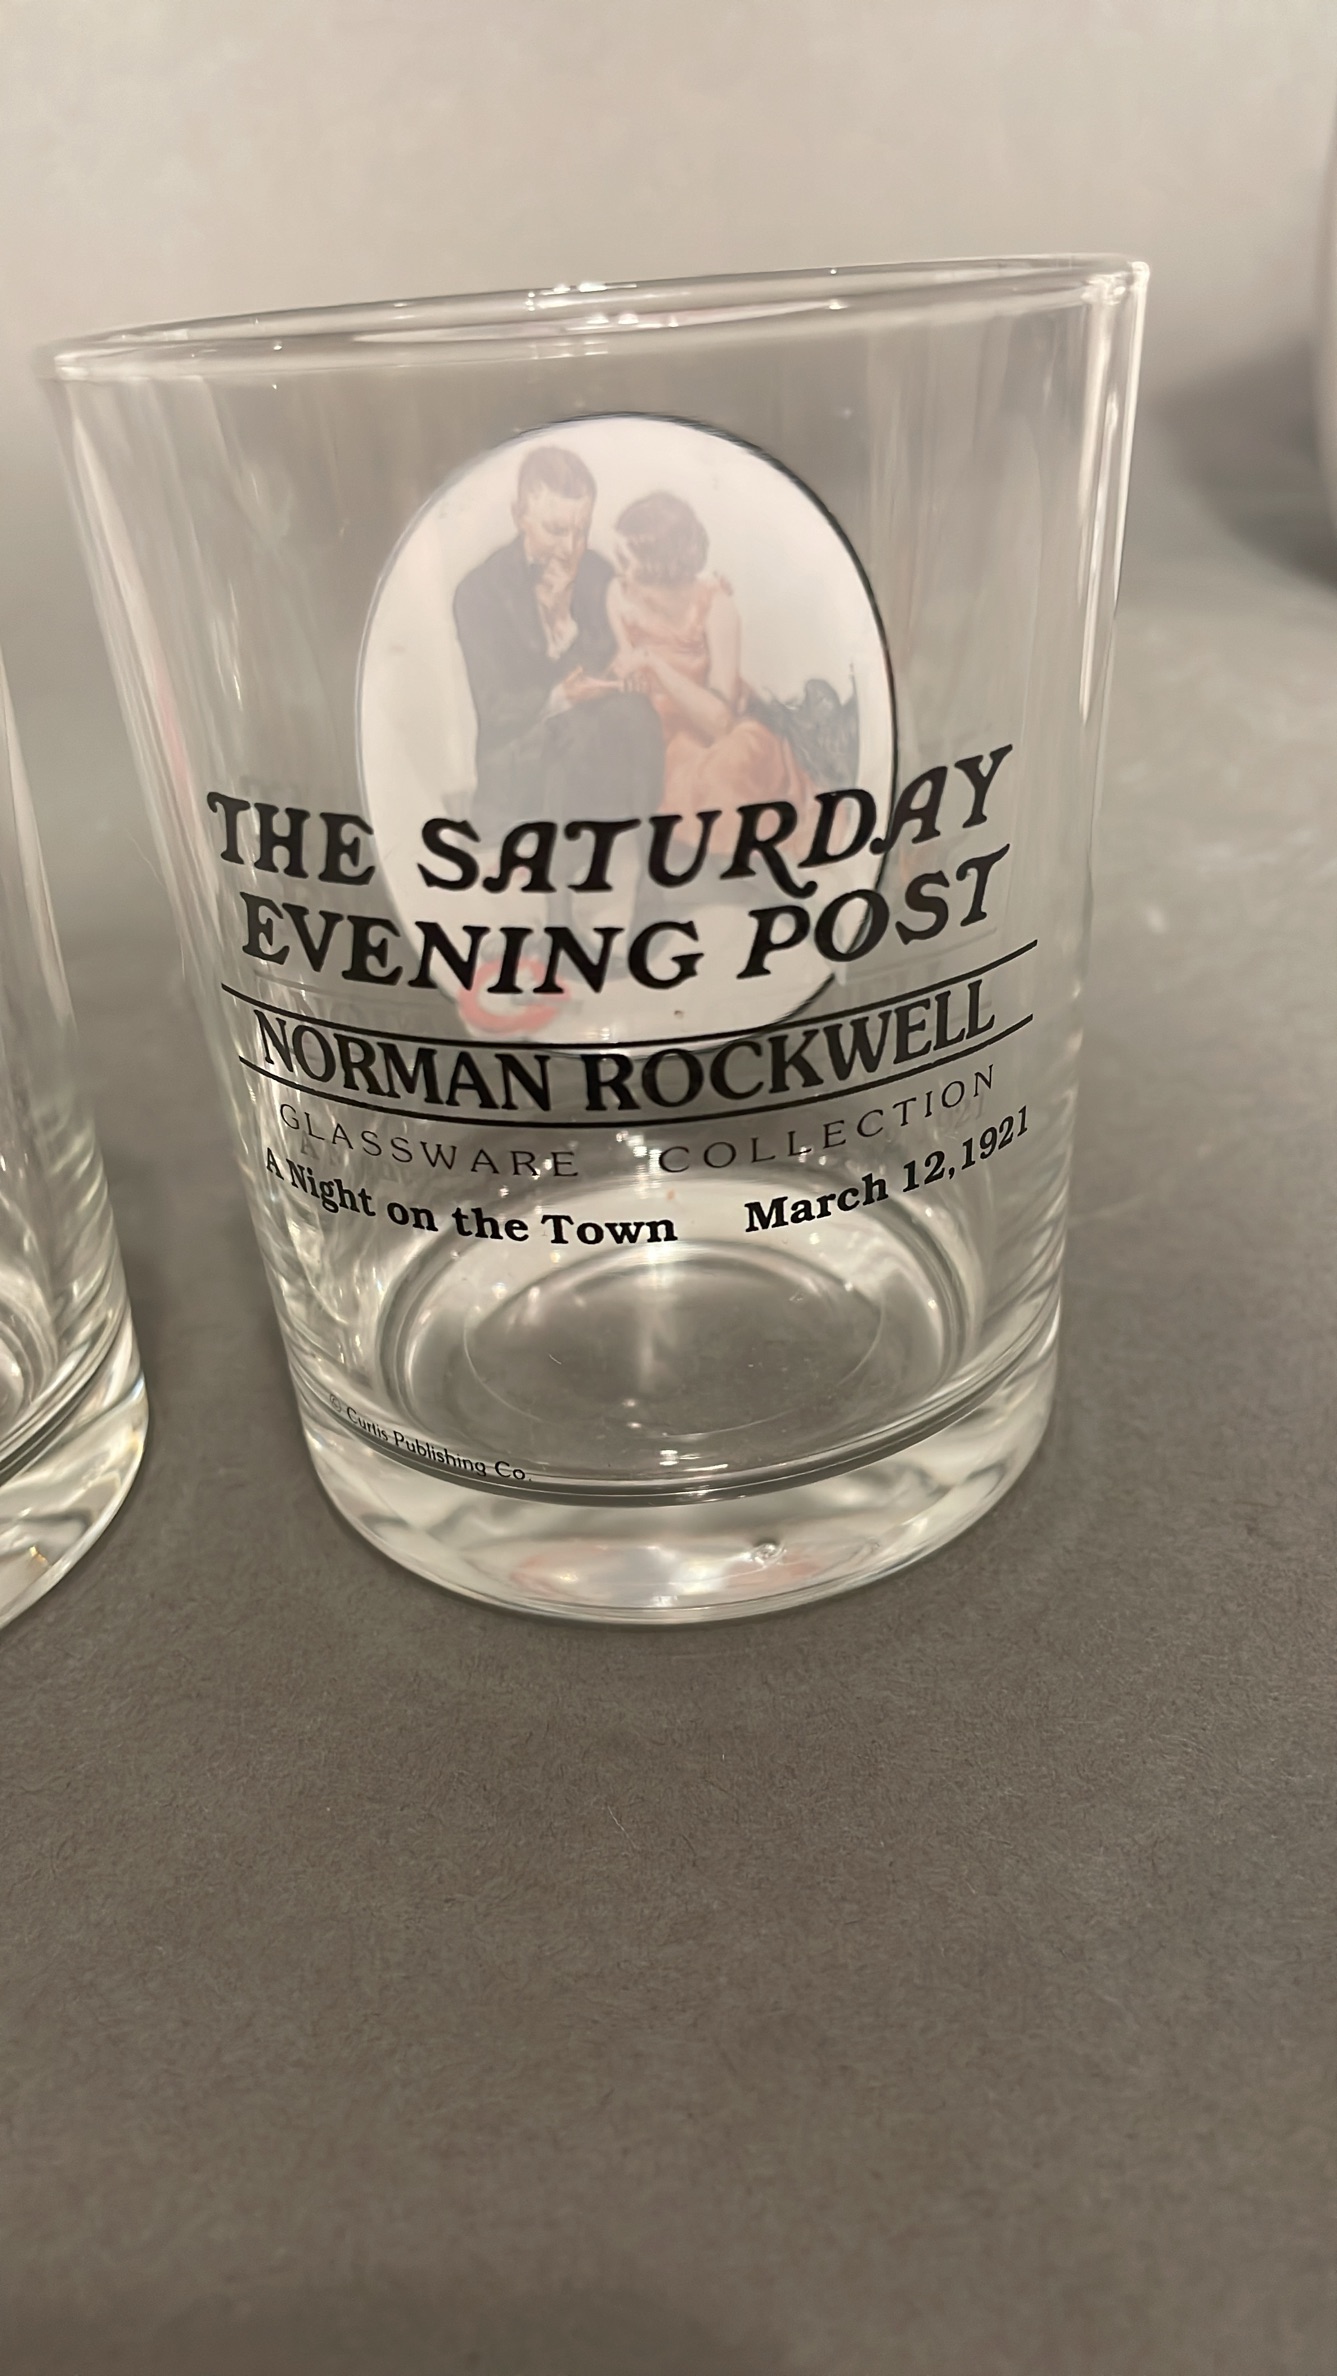 THE SATURDAY
EVENING POST
NORMAN ROCKWELL
GLASSWARE COLLECTION
A Night on the Town March 12, 1921
© Curtis Publishing Co.